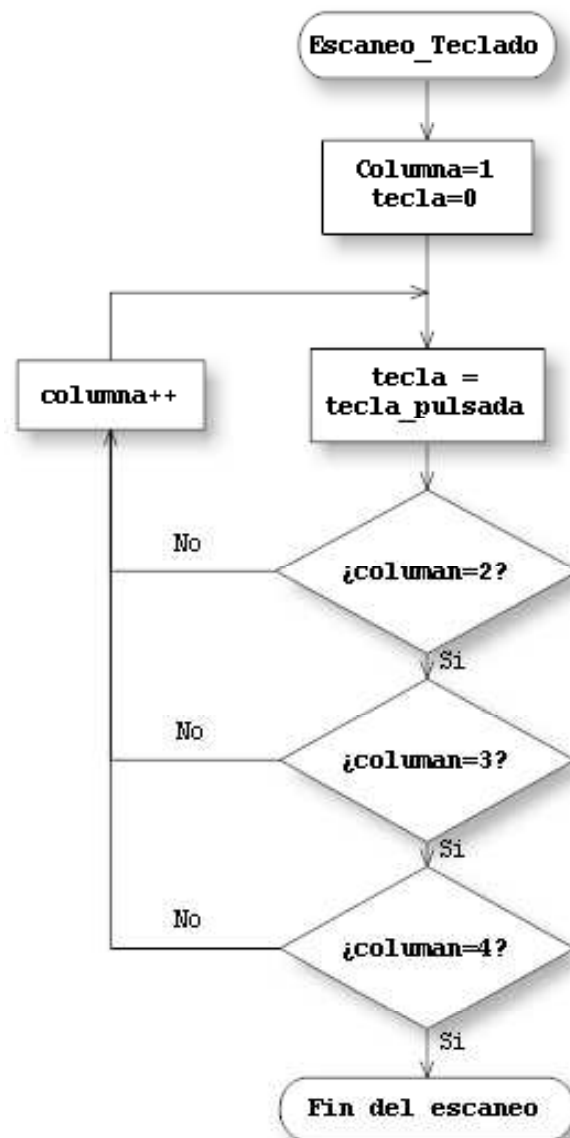 Escaneo_Teclado
Columna=1
tecla=0
columna++
tecla =
tecla_pulsada
No
¿columan=2?
Si
No
¿columan=3?
Si
No
¿columan=4?
Si
Fin del escaneo